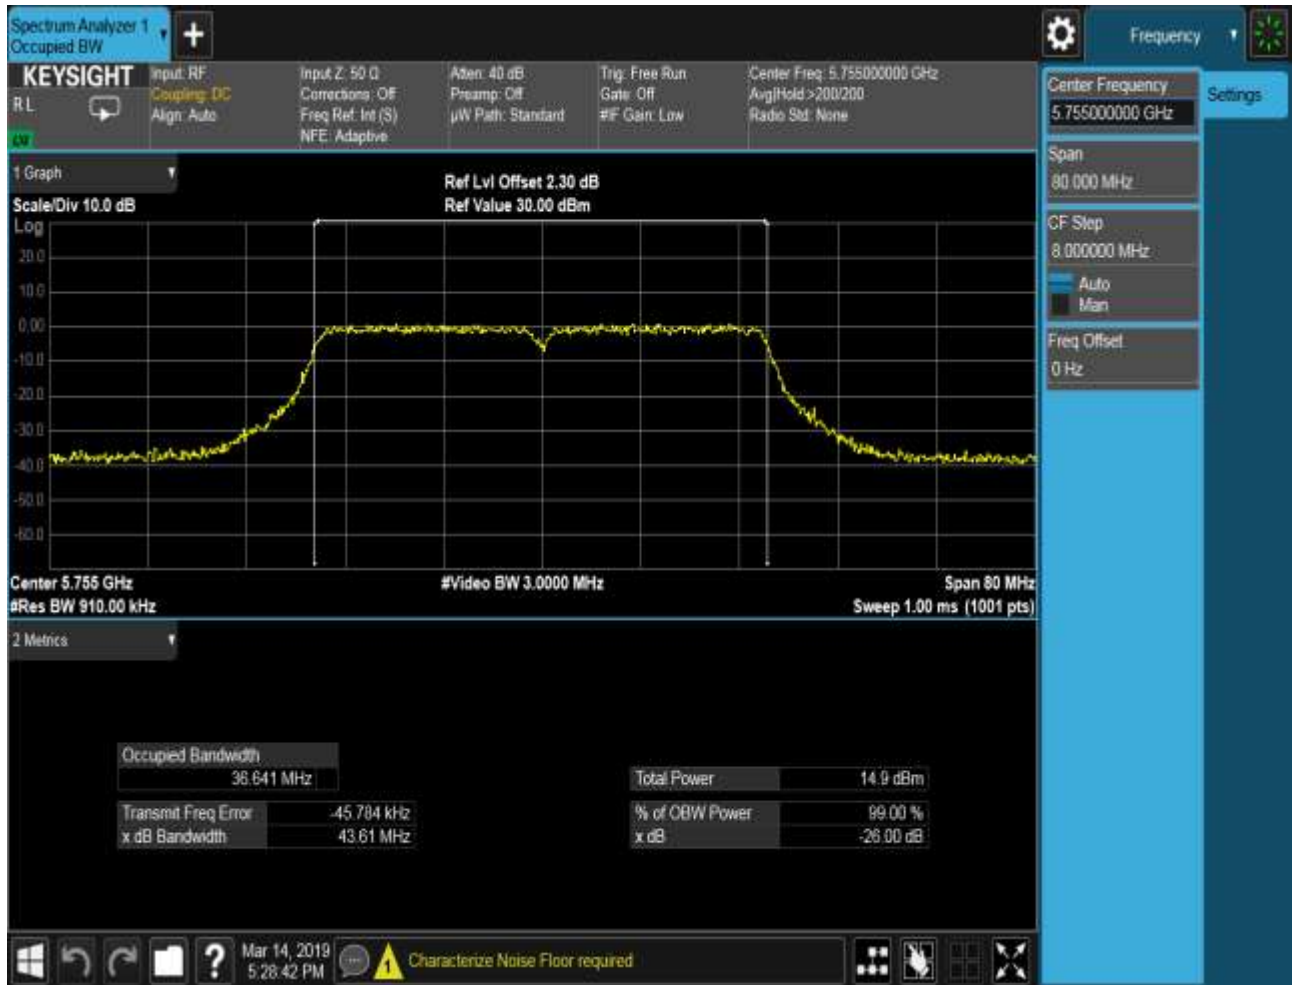 Spectrum Analyzer 1
Occupied BW
Frequency
KEYSIGHT
R L
Input: RF
Coupling: DC
Align: Auto
Input Z: 50 Ω
Corrections: Off
Freq Ref: Int (S)
NFE: Adaptive
Atten: 40 dB
Preamp: Off
µW Path: Standard
Trig: Free Run
Gate: Off
#IF Gain: Low
Center Freq: 5.755000000 GHz
Avg|Hold:>200/200
Radio Std: None
Center Frequency
5.755000000 GHz
Settings
Span
80.000 MHz
CF Step
8.000000 MHz
Auto
Man
Freq Offset
0 Hz
1 Graph
Scale/Div 10.0 dB
Ref Lvl Offset 2.30 dB
Ref Value 30.00 dBm
Log
20.0
10.0
0.00
-10.0
-20.0
-30.0
-40.0
-50.0
-60.0
Center 5.755 GHz
#Video BW 3.0000 MHz
Span 80 MHz
#Res BW 910.00 kHz
Sweep 1.00 ms (1001 pts)
2 Metrics
Occupied Bandwidth
36.641 MHz
Total Power 14.9 dBm
Transmit Freq Error -45.784 kHz
% of OBW Power 99.00 %
x dB Bandwidth 43.61 MHz
x dB -26.00 dB
?
Mar 14, 2019
5:28:42 PM
1
Characterize Noise Floor required